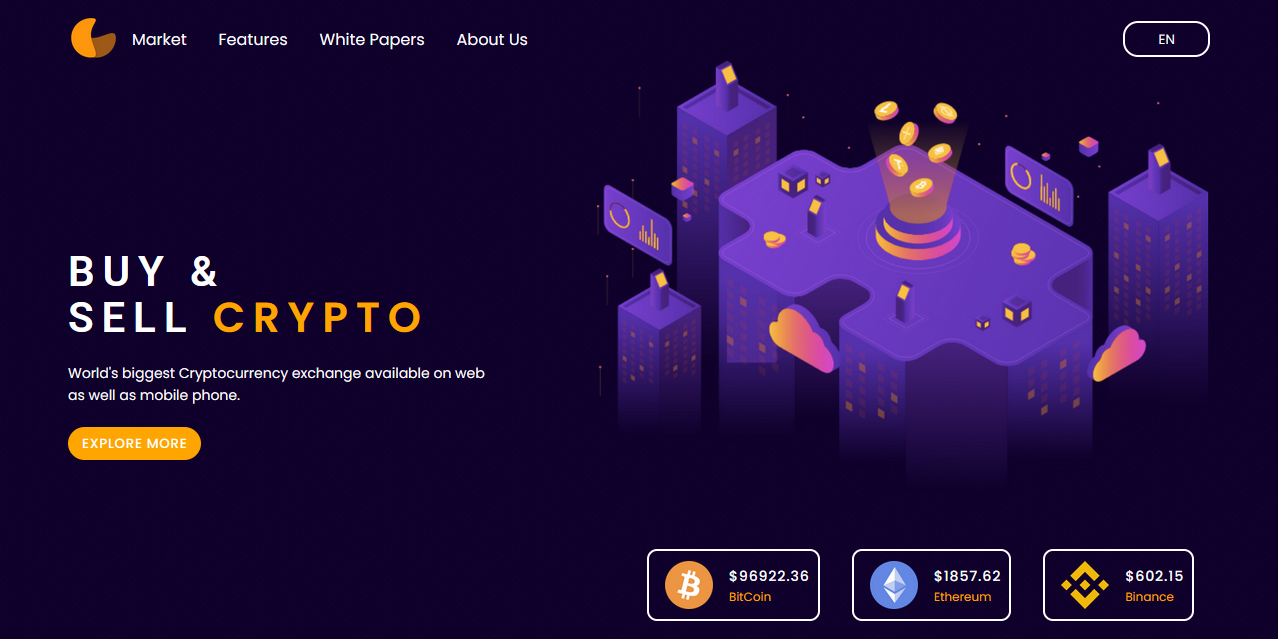 Market Features White Papers About Us EN
BUY &
SELL CRYPTO
World's biggest Cryptocurrency exchange available on web
as well as mobile phone.
EXPLORE MORE
$96922.36 $1857.62 $602.15
BitCoin Ethereum Binance